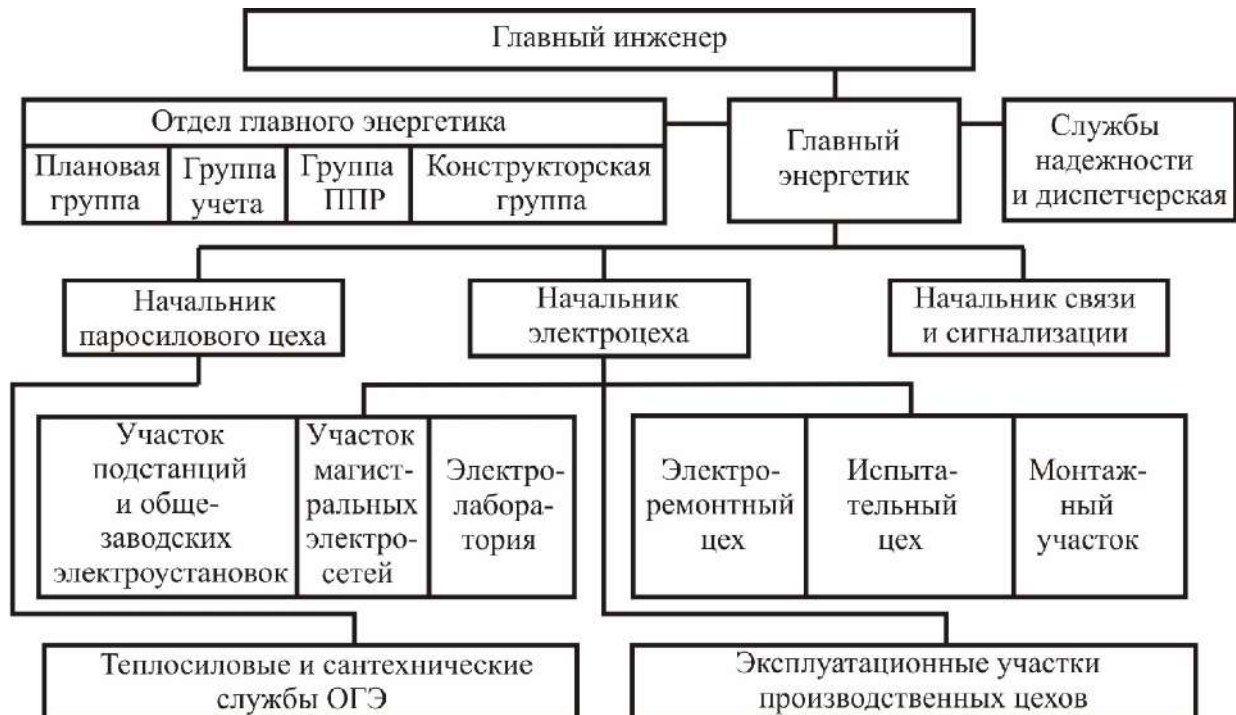 Главный инженер
Отдел главного энергетика
Плановая
группа
Группа
учета
Группа
ППР
Конструкторская
группа
Главный
энергетик
Службы
надежности
и диспетчерская
Начальник
паросилового цеха
Начальник
электроцеха
Начальник связи
и сигнализации
Участок
подстанций
и обще-
заводских
электроустановок
Участок
магист-
ральных
электро-
сетей
Электро-
лабора-
тория
Электро-
ремонтный
цех
Испыта-
тельный
цех
Монтаж-
ный
участок
Теплосиловые и сантехнические
службы ОГЭ
Эксплуатационные участки
производственных цехов